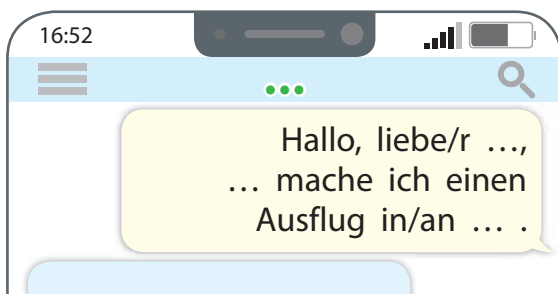 16:52
Hallo, liebe/r …,
… mache ich einen
Ausflug in/an … .